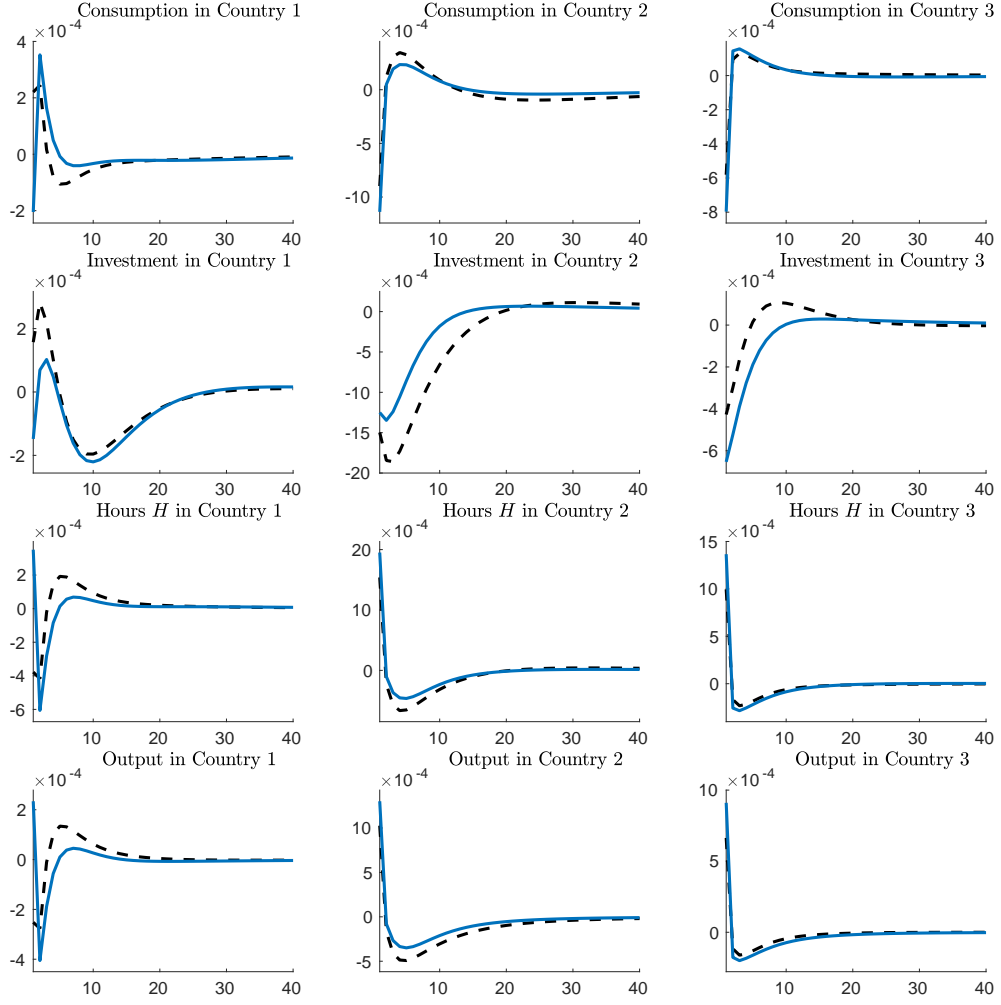 Consumption in Country 1 Consumption in Country 2 Consumption in Country 3
×10⁻⁴ ×10⁻⁴ ×10⁻⁴
4
2
0
-2
10 20 30 40
0
-5
-10
10 20 30 40
0
-2
-4
-6
-8
10 20 30 40
Investment in Country 1 Investment in Country 2 Investment in Country 3
×10⁻⁴ ×10⁻⁴ ×10⁻⁴
2
0
-2
10 20 30 40
0
-5
-10
-15
-20
10 20 30 40
0
-2
-4
-6
10 20 30 40
Hours H in Country 1 Hours H in Country 2 Hours H in Country 3
×10⁻⁴ ×10⁻⁴ ×10⁻⁴
2
0
-2
-4
-6
10 20 30 40
20
10
0
10 20 30 40
15
10
5
0
10 20 30 40
Output in Country 1 Output in Country 2 Output in Country 3
×10⁻⁴ ×10⁻⁴ ×10⁻⁴
2
0
-2
-4
10 20 30 40
10
5
0
-5
10 20 30 40
10
5
0
10 20 30 40